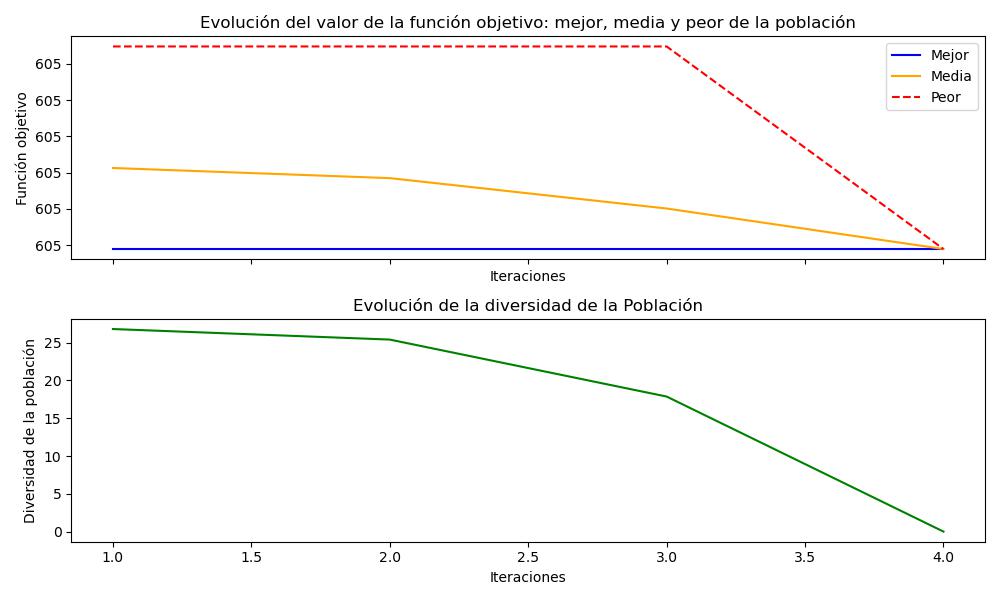 Evolución del valor de la función objetivo: mejor, media y peor de la población
Función objetivo
605
605
605
605
605
605
Mejor
Media
Peor
Iteraciones
Evolución de la diversidad de la Población
Diversidad de la población
25
20
15
10
5
0
1.0 1.5 2.0 2.5 3.0 3.5 4.0
Iteraciones